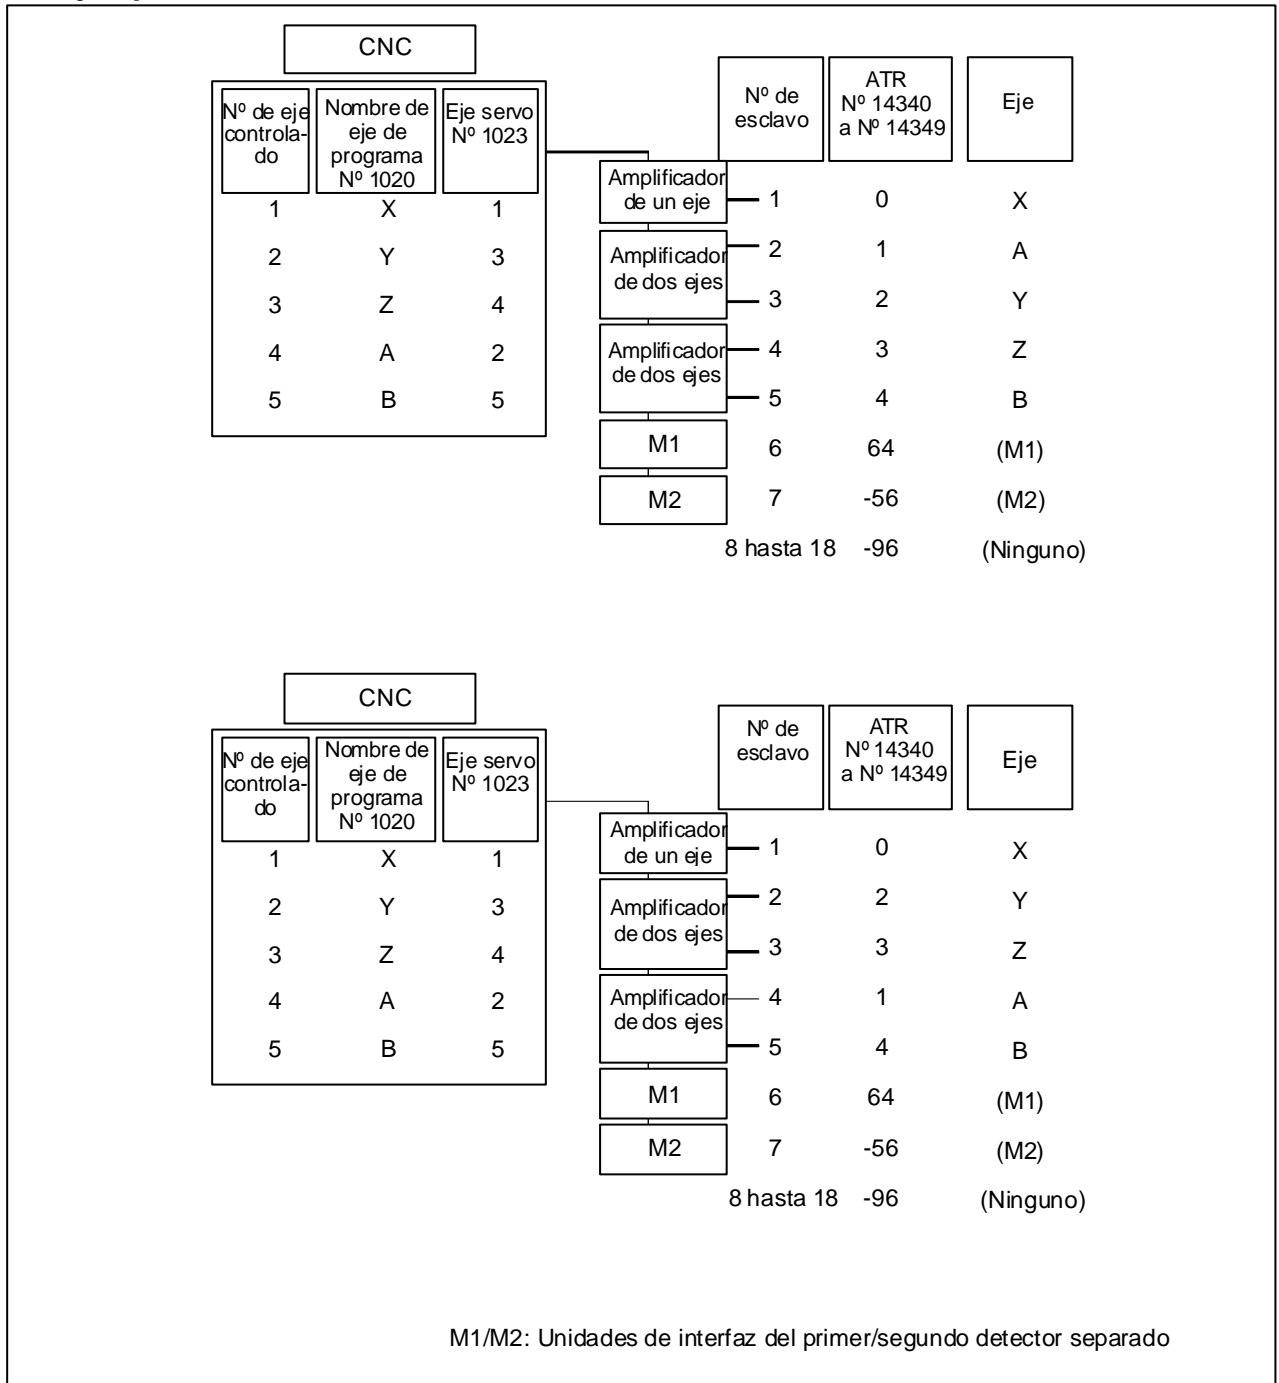 CNC
Nº de eje
controla-
do
Nombre de
eje de
programa
Nº 1020
Eje servo
Nº 1023
Nº de
esclavo
ATR
Nº 14340
a Nº 14349
Eje
1 X 1
2 Y 3
3 Z 4
4 A 2
5 B 5
Amplificador
de un eje
Amplificador
de dos ejes
Amplificador
de dos ejes
M1
M2
1 0 X
2 1 A
3 2 Y
4 3 Z
5 4 B
6 64 (M1)
7 -56 (M2)
8 hasta 18 -96 (Ninguno)
CNC
Nº de eje
controla-
do
Nombre de
eje de
programa
Nº 1020
Eje servo
Nº 1023
Nº de
esclavo
ATR
Nº 14340
a Nº 14349
Eje
1 X 1
2 Y 3
3 Z 4
4 A 2
5 B 5
Amplificador
de un eje
Amplificador
de dos ejes
Amplificador
de dos ejes
M1
M2
1 0 X
2 2 Y
3 3 Z
4 1 A
5 4 B
6 64 (M1)
7 -56 (M2)
8 hasta 18 -96 (Ninguno)
M1/M2: Unidades de interfaz del primer/segundo detector separado